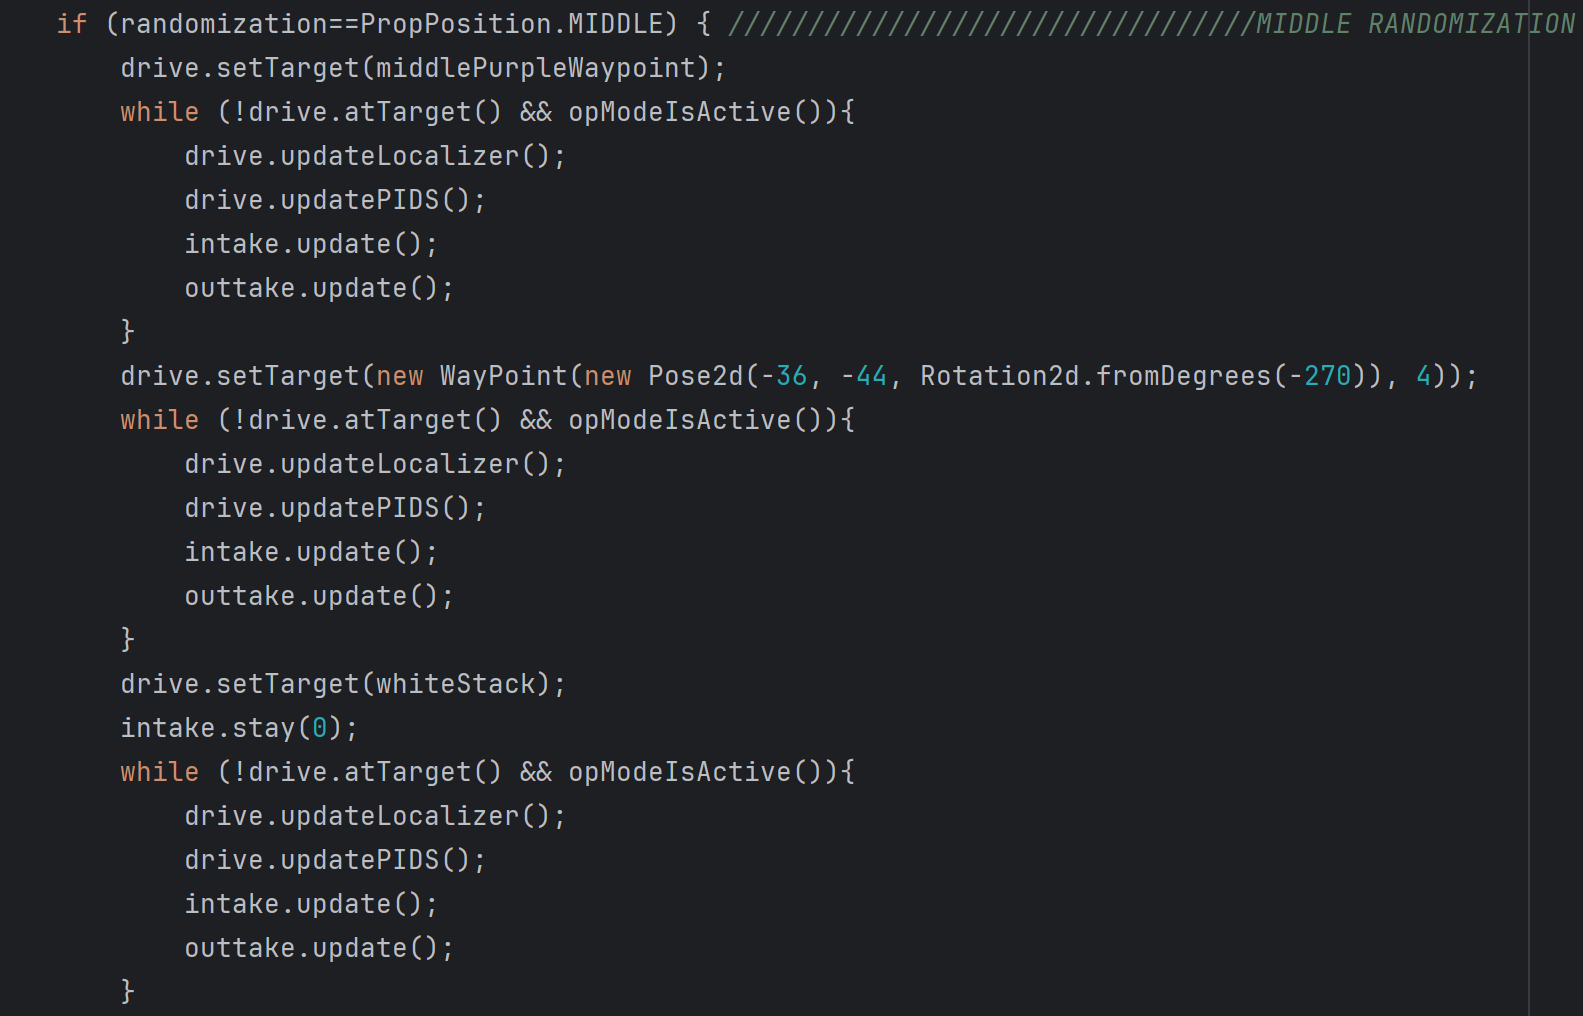 if (randomization==PropPosition.MIDDLE) { /////////////////////////////////MIDDLE RANDOMIZATION
drive.setTarget(middlePurpleWaypoint);
while (!drive.atTarget() && opModeIsActive()){
drive.updateLocalizer();
drive.updatePIDS();
intake.update();
outtake.update();
}
drive.setTarget(new WayPoint(new Pose2d(-36, -44, Rotation2d.fromDegrees(-270)), 4));
while (!drive.atTarget() && opModeIsActive()){
drive.updateLocalizer();
drive.updatePIDS();
intake.update();
outtake.update();
}
drive.setTarget(whiteStack);
intake.stay(0);
while (!drive.atTarget() && opModeIsActive()){
drive.updateLocalizer();
drive.updatePIDS();
intake.update();
outtake.update();
}